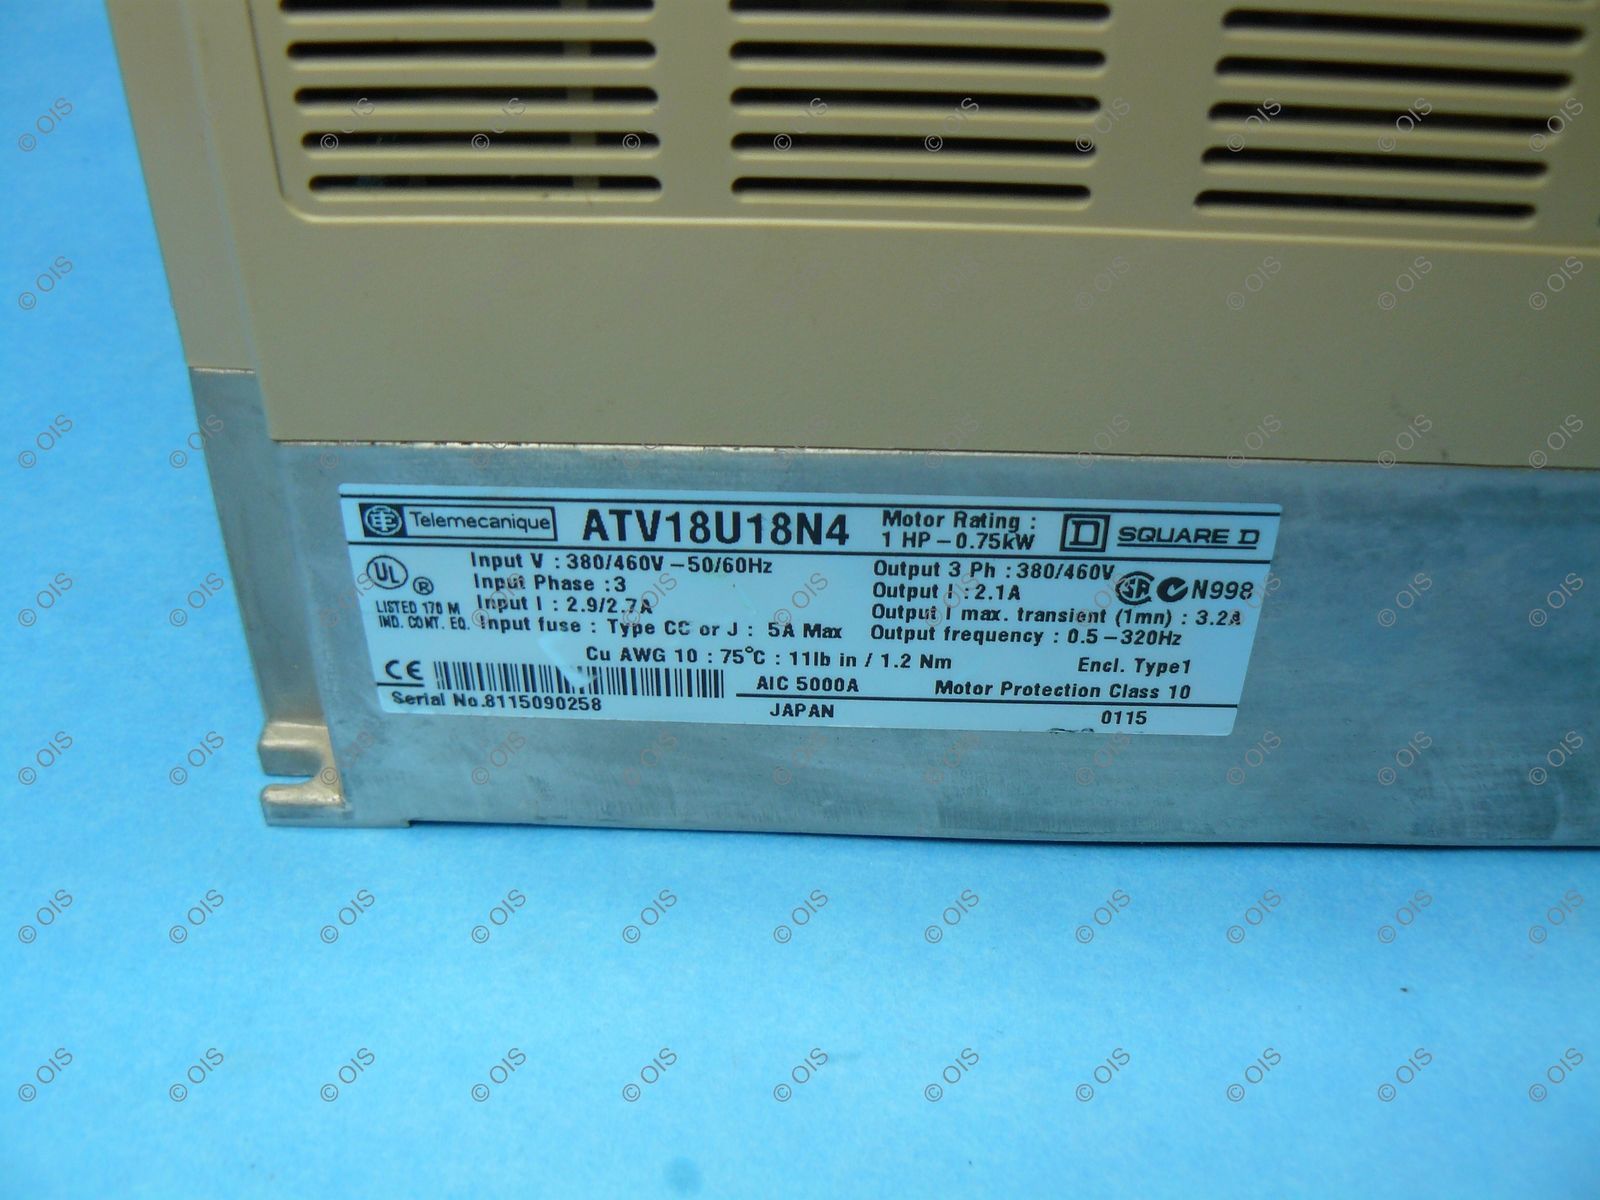 Telemecanique ATV18U18N4 Motor Rating : SQUARE D
1 HP – 0.75kW
Input V : 380/460V – 50/60Hz Output 3 Ph : 380/460V
UL ® Input Phase : 3 Output I : 2.1A SA N998
LISTED 170 M Input I : 2.9/2.7A Output I max. transient (1mn) : 3.2A
IND. CONT. EQ. Input fuse : Type CC or J : 5A Max Output frequency : 0.5 – 320Hz
Cu AWG 10 : 75°C : 11lb in / 1.2 Nm Encl. Type1
CE AIC 5000A Motor Protection Class 10
Serial No.8115090258 JAPAN 0115
© OIS